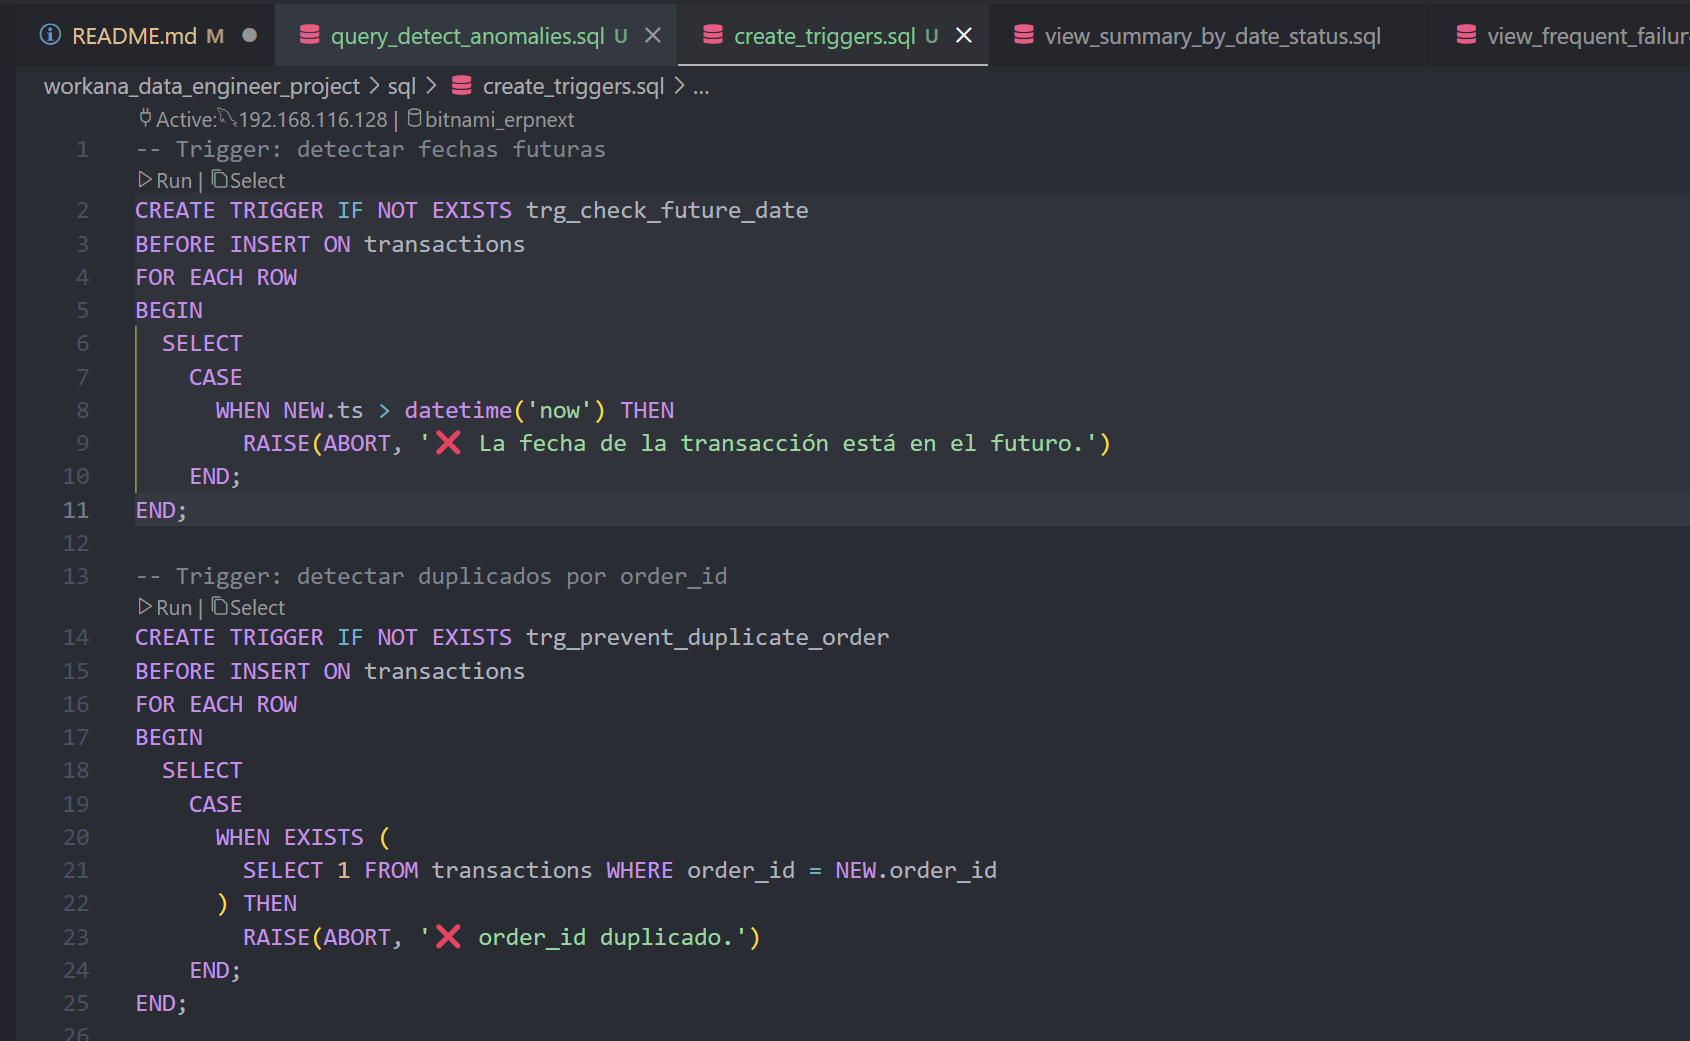 README.md M query_detect_anomalies.sql U create_triggers.sql U view_summary_by_date_status.sql view_frequent_failur
workana_data_engineer_project > sql > create_triggers.sql > ...
Active: 192.168.116.128 | bitnami_erpnext
1 -- Trigger: detectar fechas futuras
Run | Select
2 CREATE TRIGGER IF NOT EXISTS trg_check_future_date
3 BEFORE INSERT ON transactions
4 FOR EACH ROW
5 BEGIN
6 SELECT
7 CASE
8 WHEN NEW.ts > datetime('now') THEN
9 RAISE(ABORT, '❌ La fecha de la transacción está en el futuro.')
10 END;
11 END;
12
13 -- Trigger: detectar duplicados por order_id
Run | Select
14 CREATE TRIGGER IF NOT EXISTS trg_prevent_duplicate_order
15 BEFORE INSERT ON transactions
16 FOR EACH ROW
17 BEGIN
18 SELECT
19 CASE
20 WHEN EXISTS (
21 SELECT 1 FROM transactions WHERE order_id = NEW.order_id
22 ) THEN
23 RAISE(ABORT, '❌ order_id duplicado.')
24 END;
25 END;
26